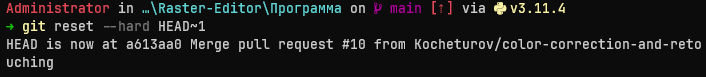 Administrator in …\Raster-Editor\Программа on main [↑] via v3.11.4
→ git reset --hard HEAD~1
HEAD is now at a613aa0 Merge pull request #10 from Kocheturov/color-correction-and-reto
uching